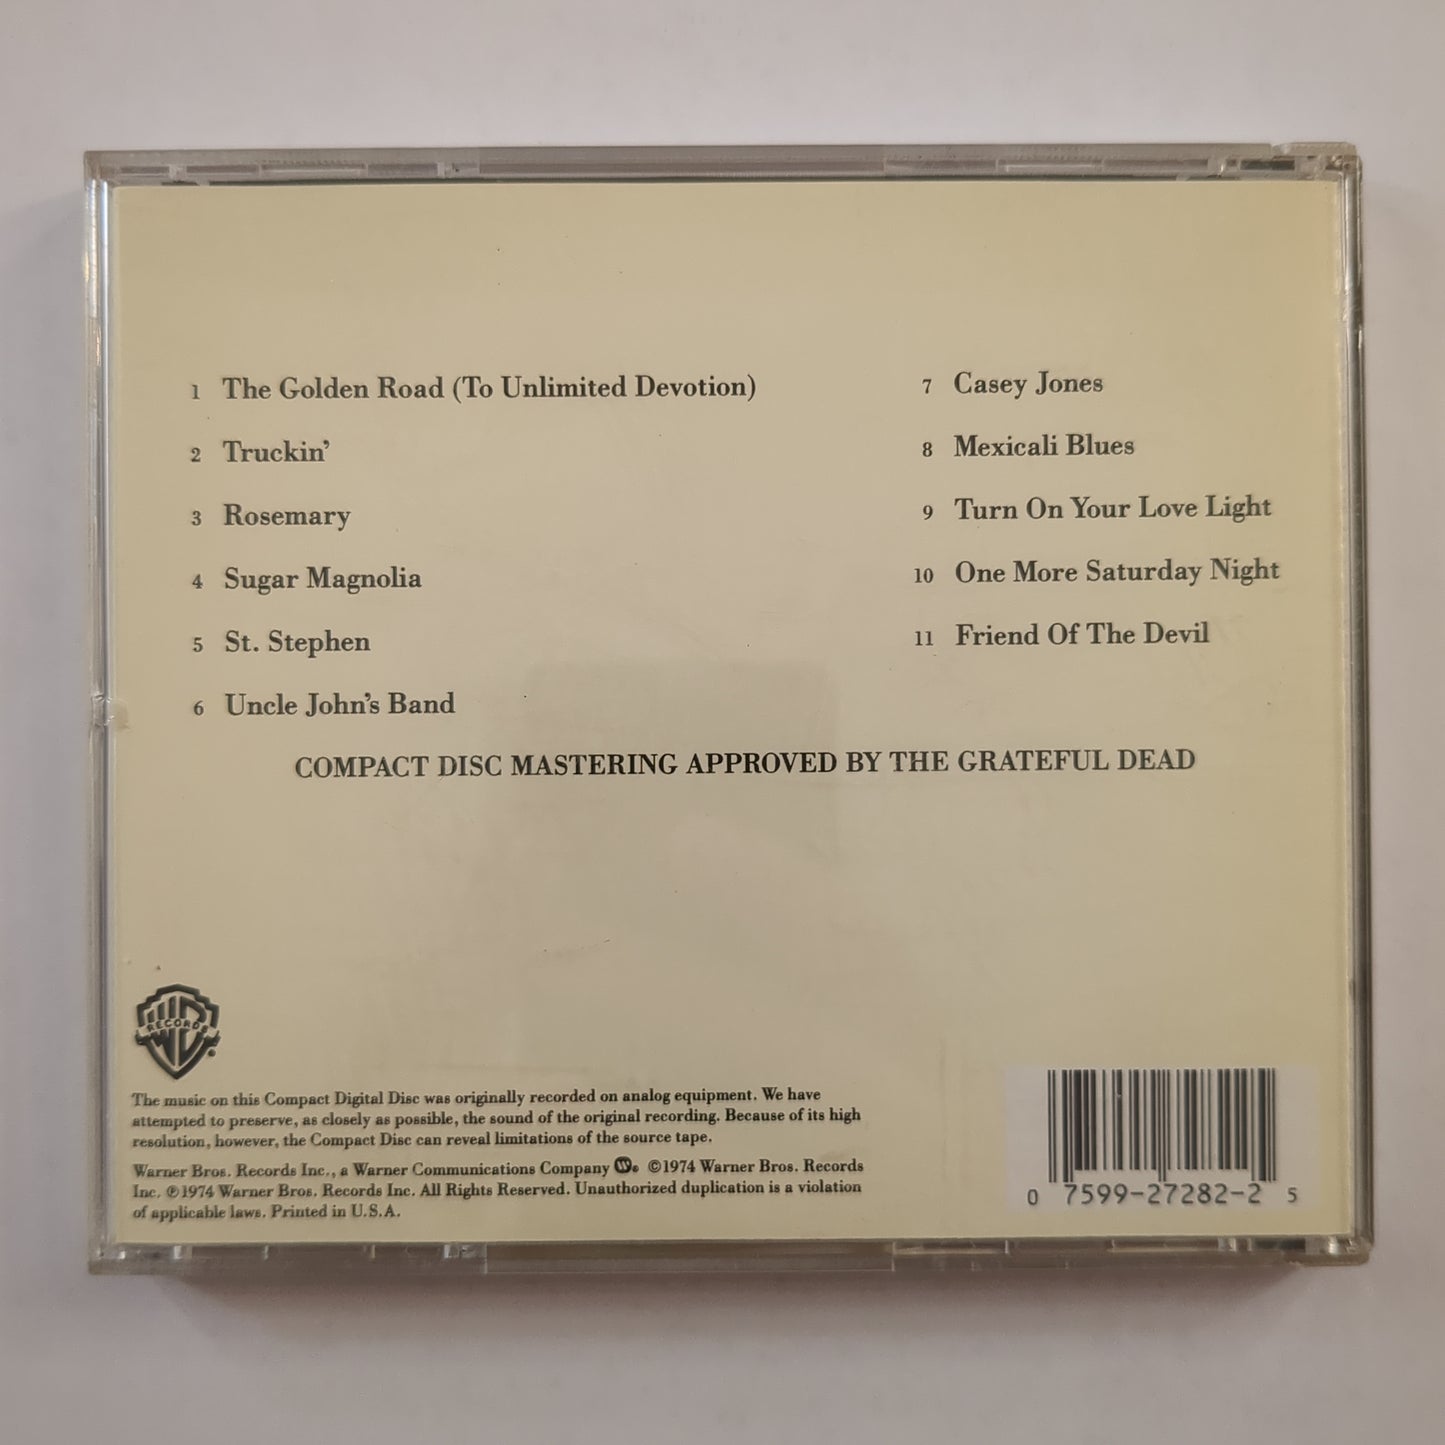 1 The Golden Road (To Unlimited Devotion)
2 Truckin'
3 Rosemary
4 Sugar Magnolia
5 St. Stephen
6 Uncle John's Band
7 Casey Jones
8 Mexicali Blues
9 Turn On Your Love Light
10 One More Saturday Night
11 Friend Of The Devil
COMPACT DISC MASTERING APPROVED BY THE GRATEFUL DEAD
RECORDS
The music on this Compact Digital Disc was originally recorded on analog equipment. We have
attempted to preserve, as closely as possible, the sound of the original recording. Because of its high
resolution, however, the Compact Disc can reveal limitations of the source tape.
Warner Bros. Records Inc., a Warner Communications Company W® ©1974 Warner Bros. Records
Inc. ℗1974 Warner Bros. Records Inc. All Rights Reserved. Unauthorized duplication is a violation
of applicable laws. Printed in U.S.A.
0 7599-27282-2 5